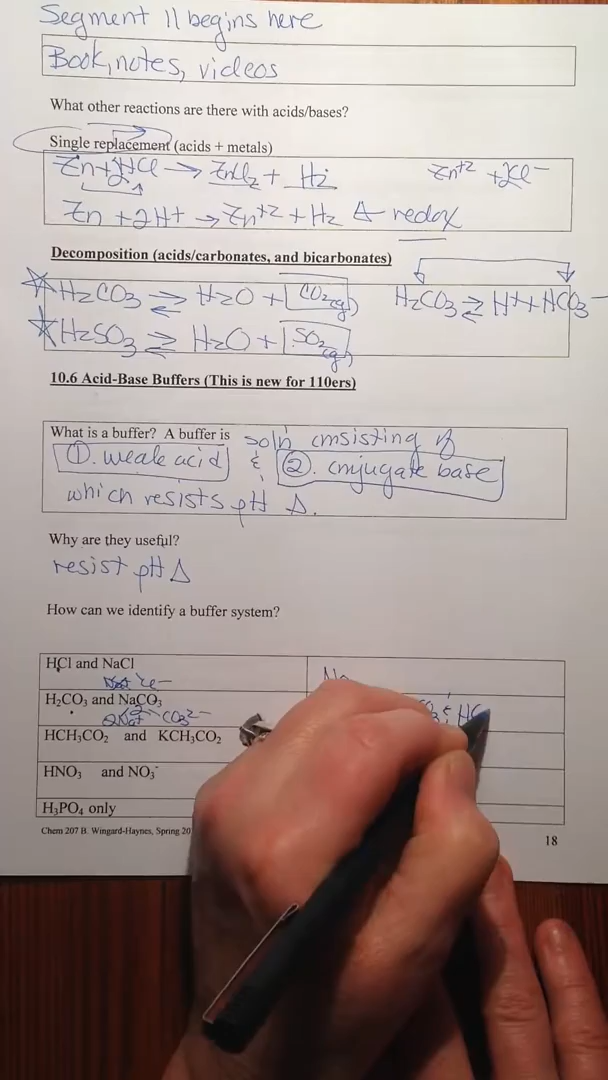 Segment 11 begins here
Book, notes, videos
What other reactions are there with acids/bases?
Single replacement (acids + metals)
Zn + 2HCl → ZnCl₂ + H₂ Zn⁺² + 2Cl⁻
Zn + 2H⁺ → Zn⁺² + H₂ Δ redox
Decomposition (acids/carbonates, and bicarbonates)
H₂CO₃ ⇌ H₂O + CO₂(g) H₂CO₃ ⇌ H⁺ + HCO₃⁻
H₂SO₃ ⇌ H₂O + SO₂(g)
10.6 Acid-Base Buffers (This is new for 110ers)
What is a buffer? A buffer is sol'n consisting of
①. weak acid & ②. conjugate base
which resists pH Δ.
Why are they useful?
resist pH Δ
How can we identify a buffer system?
HCl and NaCl No
H₂CO₃ and NaCO₃
CO₃²⁻
HCH₃CO₂ and KCH₃CO₂
HNO₃ and NO₃⁻
H₃PO₄ only
Chem 207 B. Wingard-Haynes, Spring 18